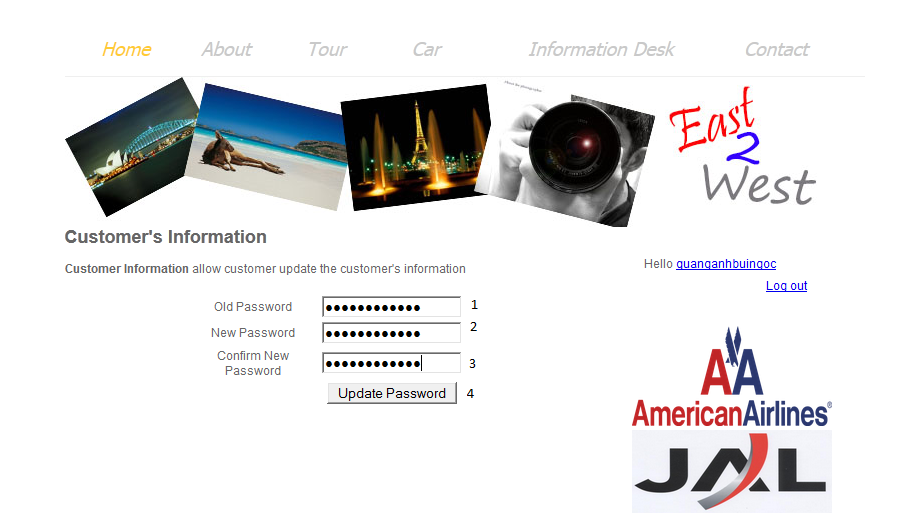 Home About Tour Car Information Desk Contact
East
2
West
Customer's Information
Customer Information allow customer update the customer's information
Hello quanganhbuingoc
Log out
Old Password ●●●●●●●●●●●● 1
New Password ●●●●●●●●●●●● 2
Confirm New
Password ●●●●●●●●●●●● 3
Update Password 4
AA
AmericanAirlines®
JAL